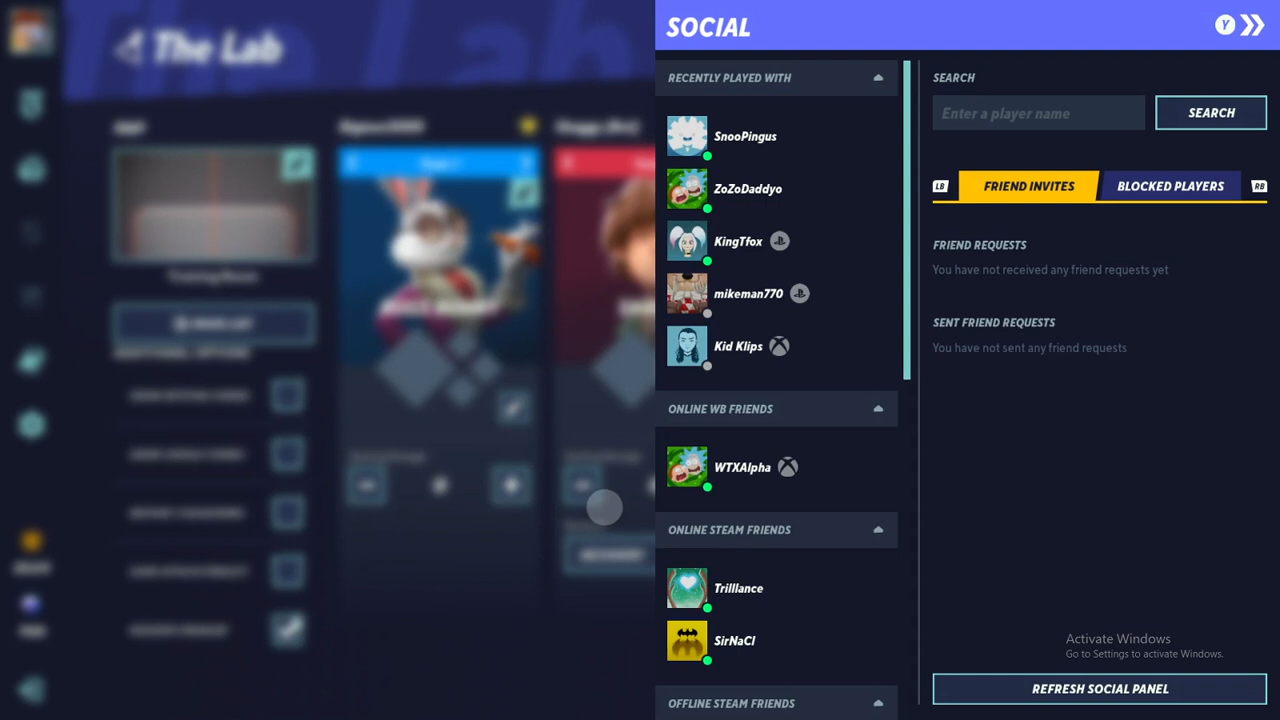 The Lab
SOCIAL
Y
RECENTLY PLAYED WITH
SnooPingus
ZoZoDaddyo
KingTfox
mikeman770
Kid Klips
ONLINE WB FRIENDS
WTXAlpha
ONLINE STEAM FRIENDS
Trilllance
SirNaCl
OFFLINE STEAM FRIENDS
SEARCH
Enter a player name
SEARCH
LB
FRIEND INVITES
BLOCKED PLAYERS
RB
FRIEND REQUESTS
You have not received any friend requests yet
SENT FRIEND REQUESTS
You have not sent any friend requests
Activate Windows
Go to Settings to activate Windows.
REFRESH SOCIAL PANEL